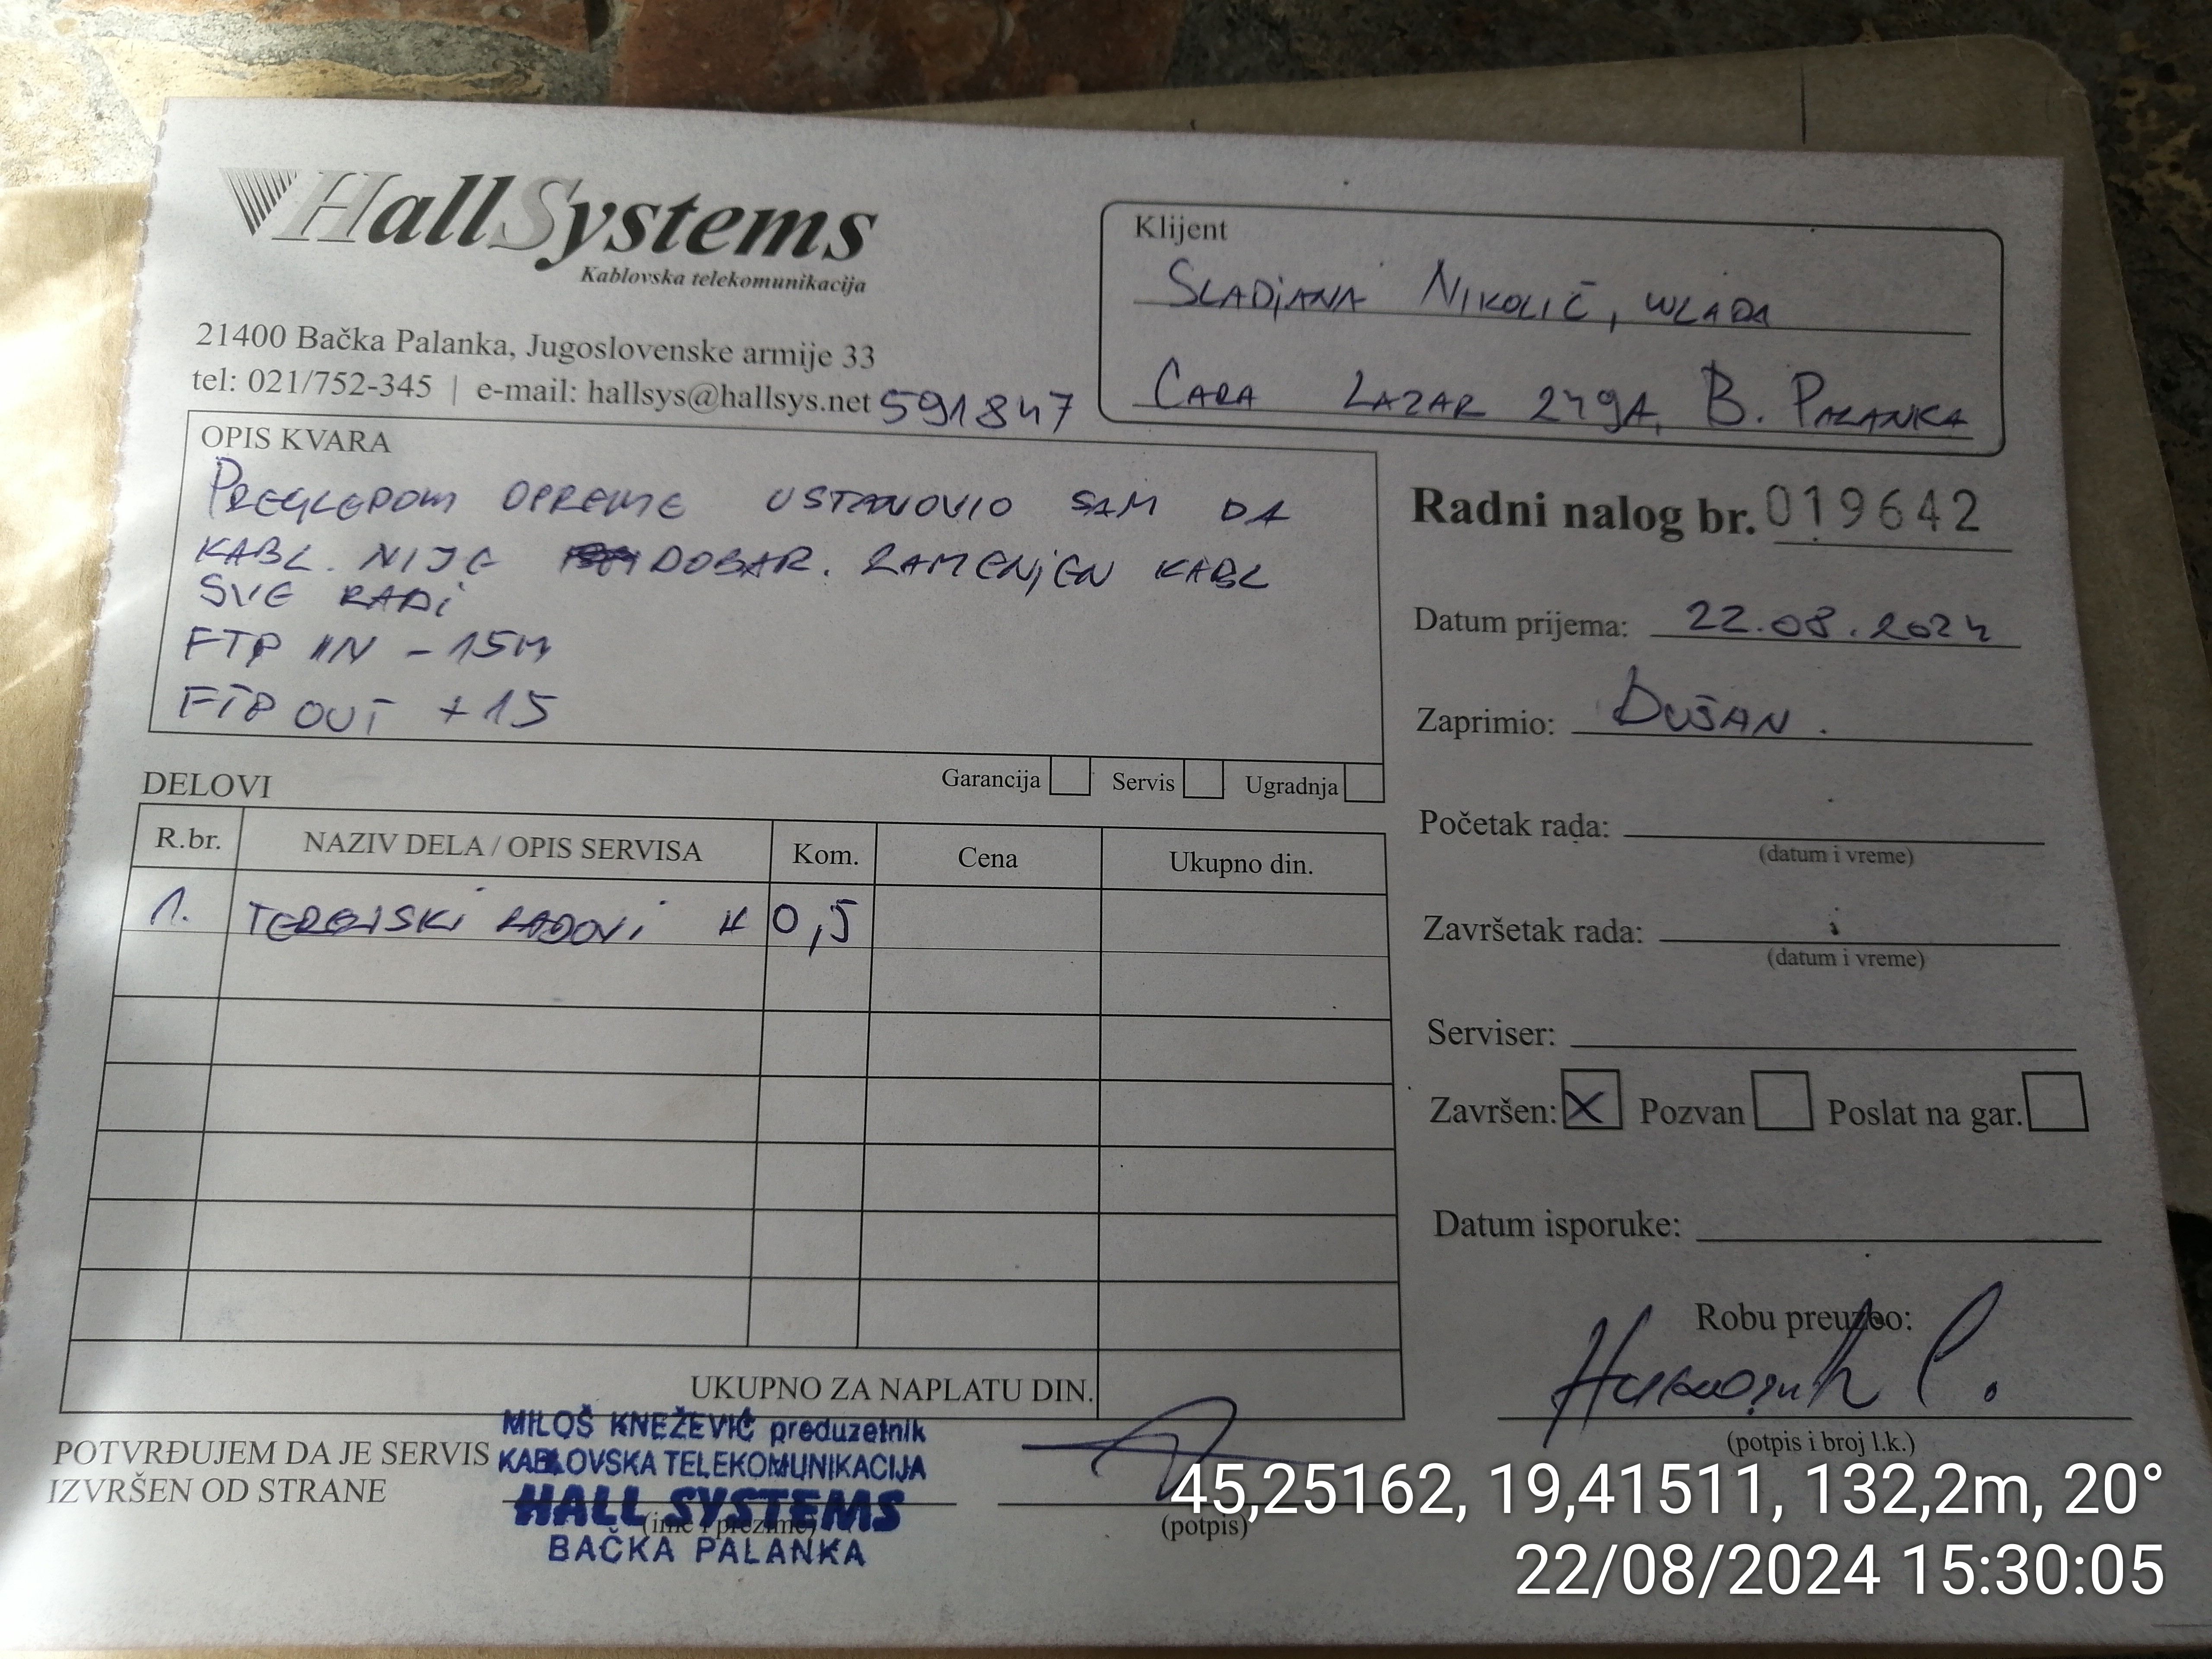 HallSystems
Kablovska telekomunikacija
21400 Bačka Palanka, Jugoslovenske armije 33
tel: 021/752-345 | e-mail: hallsys@hallsys.net 591847
Klijent
SLADJANA NIKOLIĆ, WLADA
CARA LAZAR 249A, B. PALANKA
OPIS KVARA
PREGLEDOM OPREME USTANOVIO SAM DA
KABL. NIJE DOBAR. ZAMENJEN KABL
SVE RADI
FTP IN - 15M
FTP OUT + 15
Garancija Servis Ugradnja
Radni nalog br. 019642
Datum prijema: 22.08.2024
Zaprimio: DUŠAN.
Početak rada:
(datum i vreme)
Završetak rada:
(datum i vreme)
Serviser:
Završen: X Pozvan Poslat na gar.
Datum isporuke:
Robu preuzeo:
(potpis i broj l.k.)
DELOVI
R.br. NAZIV DELA / OPIS SERVISA Kom. Cena Ukupno din.
1. TERENSKI RADOVI H 0,5
UKUPNO ZA NAPLATU DIN.
POTVRĐUJEM DA JE SERVIS
IZVRŠEN OD STRANE
MILOŠ KNEŽEVIĆ preduzetnik
KABLOVSKA TELEKOMUNIKACIJA
HALL SYSTEMS
(ime i prezime)
BAČKA PALANKA
(potpis)
45,25162, 19,41511, 132,2m, 20°
22/08/2024 15:30:05